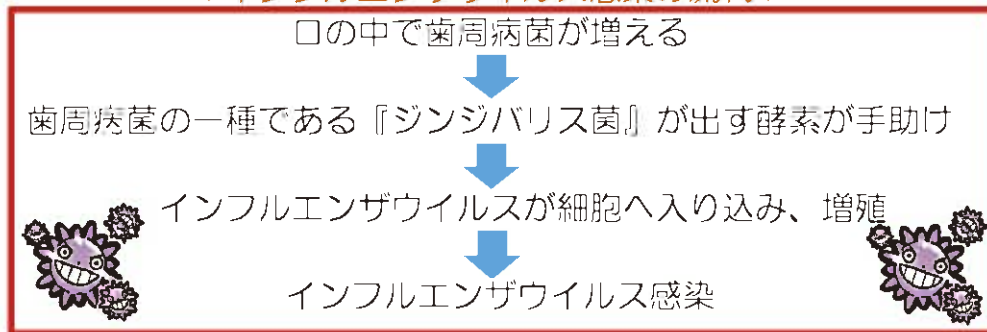 口の中で歯周病菌が増える
歯周病菌の一種である『ジンジバリス菌』が出す酵素が手助け
インフルエンザウイルスが細胞へ入り込み、増殖
インフルエンザウイルス感染